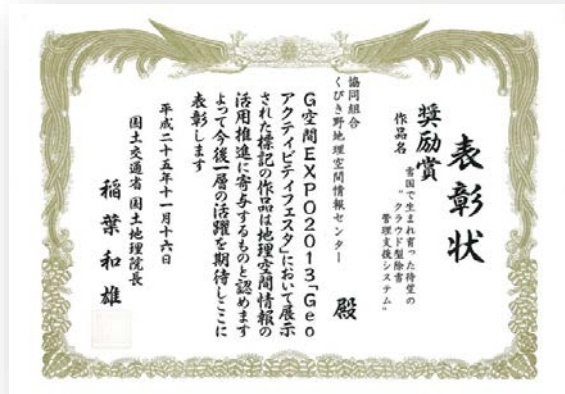 表彰状
奨励賞
作品名
雪国で生まれ育った待望の
"クラウド型除雪
管理支援システム"
協同組合
くびき野地理空間情報センター
殿
G空間EXPO2013「Geo
アクティビティフェスタ」において展示
された標記の作品は地理空間情報の
活用推進に寄与するものと認めます
よって今後一層の活躍を期待しここに
表彰します
平成二十五年十一月十六日
国土交通省 国土地理院長
稲葉和雄